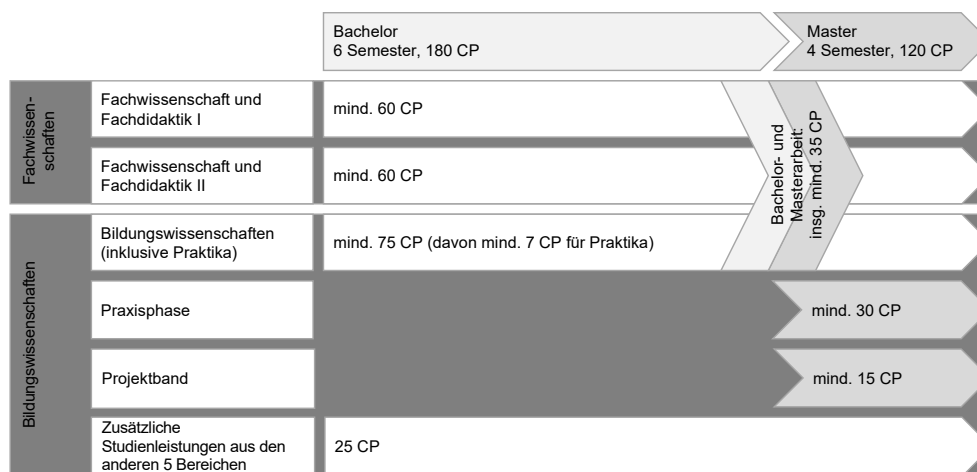 Bachelor
6 Semester, 180 CP
Master
4 Semester, 120 CP
Fachwissen-
schaften
Fachwissenschaft und
Fachdidaktik I
mind. 60 CP
Fachwissenschaft und
Fachdidaktik II
mind. 60 CP
Bachelor- und
Masterarbeit:
insg. mind. 35 CP
Bildungswissenschaften
Bildungswissenschaften
(inklusive Praktika)
mind. 75 CP (davon mind. 7 CP für Praktika)
Praxisphase
mind. 30 CP
Projektband
mind. 15 CP
Zusätzliche
Studienleistungen aus den
anderen 5 Bereichen
25 CP